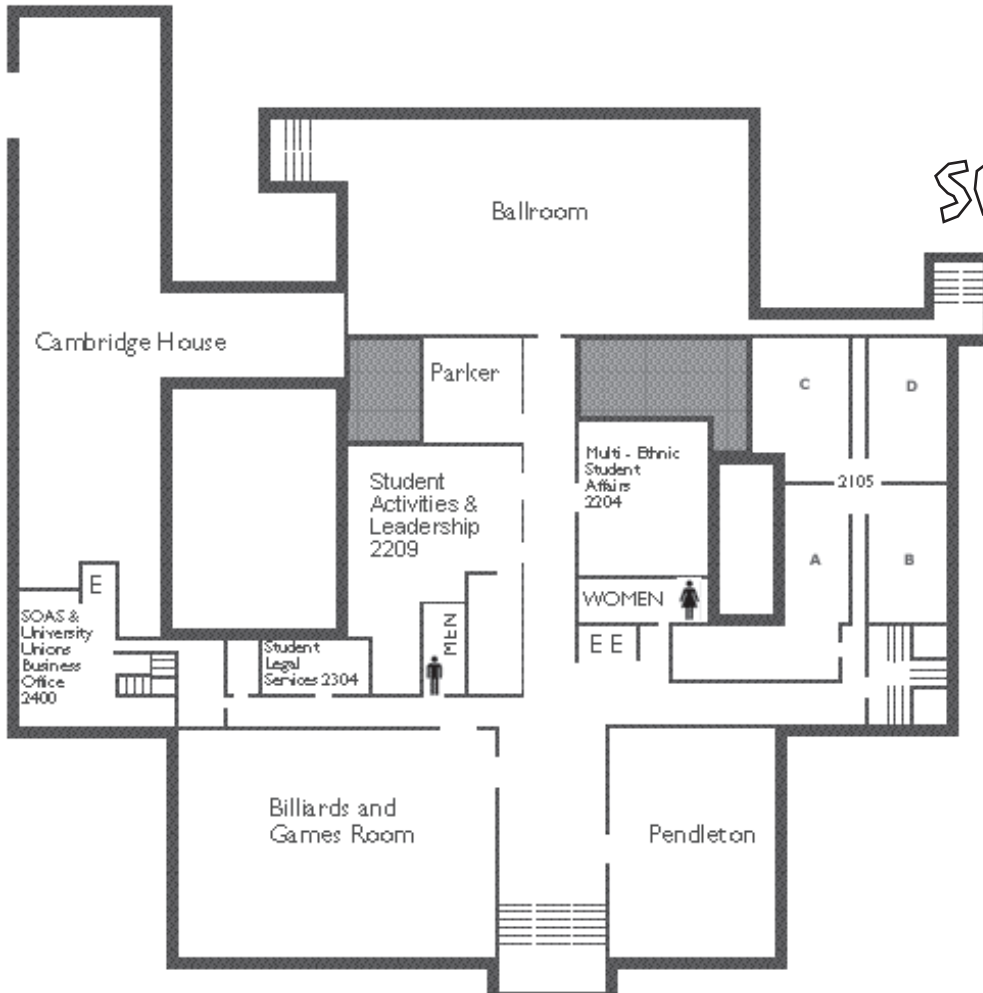 SO
Ballroom
Cambridge House
Parker
C
D
Multi - Ethnic
Student
Affairs
2204
Student
Activities &
Leadership
2209
2105
A
B
E
WOMEN
MEN
E E
SOAS &
University
Unions
Business
Office
2400
Student
Legal
Services 2304
Billiards and
Games Room
Pendleton